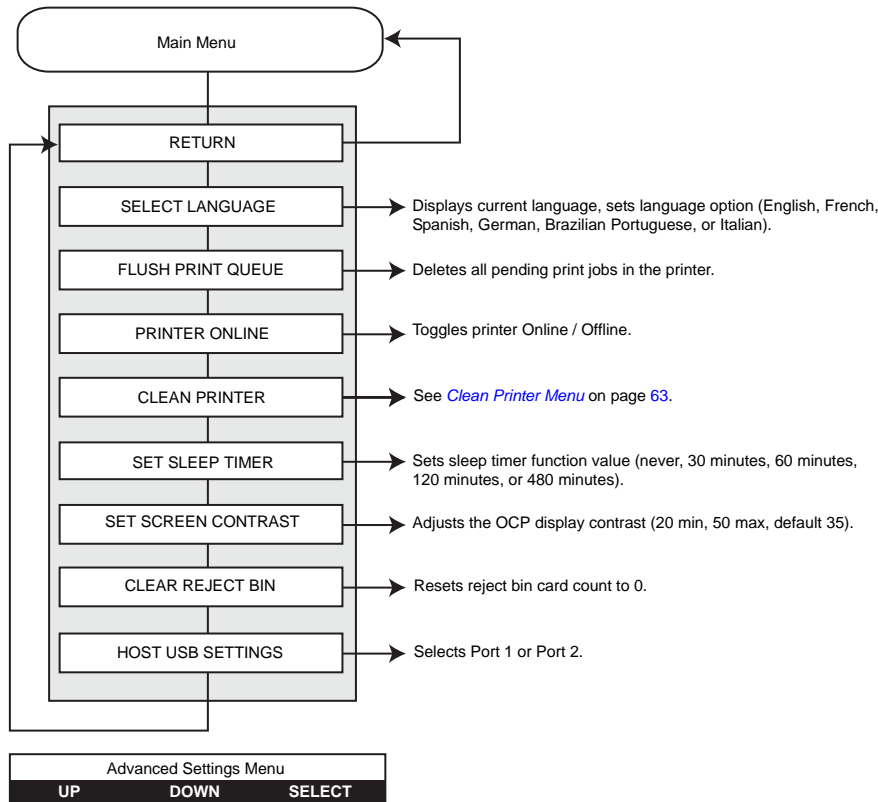 Main Menu
RETURN
SELECT LANGUAGE
Displays current language, sets language option (English, French,
Spanish, German, Brazilian Portuguese, or Italian).
FLUSH PRINT QUEUE
Deletes all pending print jobs in the printer.
PRINTER ONLINE
Toggles printer Online / Offline.
CLEAN PRINTER
See Clean Printer Menu on page 63.
SET SLEEP TIMER
Sets sleep timer function value (never, 30 minutes, 60 minutes,
120 minutes, or 480 minutes).
SET SCREEN CONTRAST
Adjusts the OCP display contrast (20 min, 50 max, default 35).
CLEAR REJECT BIN
Resets reject bin card count to 0.
HOST USB SETTINGS
Selects Port 1 or Port 2.
Advanced Settings Menu
UP DOWN SELECT